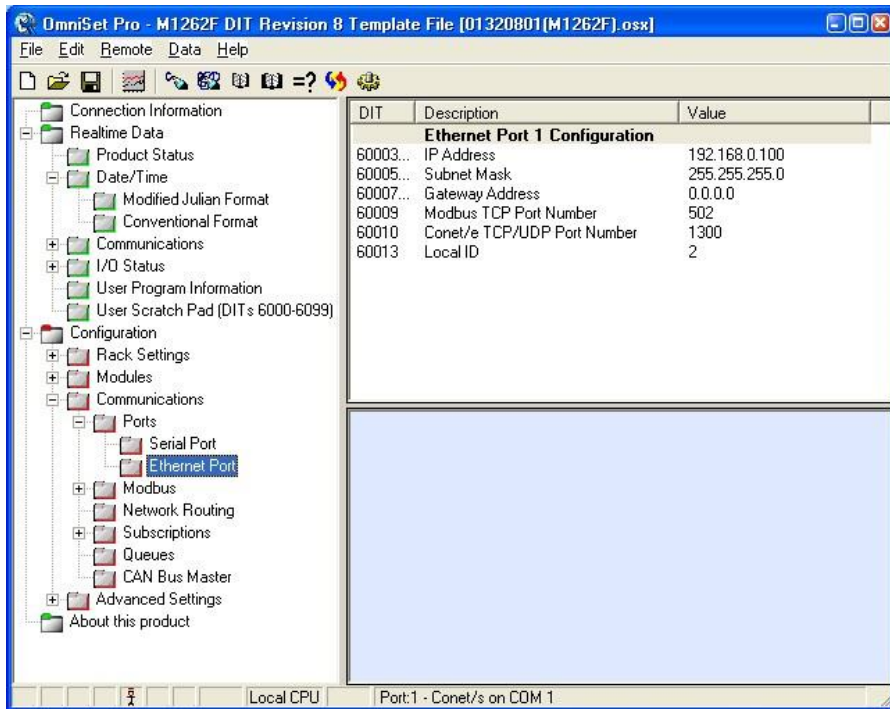 OmniSet Pro - M1262F DIT Revision 8 Template File [01320801(M1262F).osx]
File Edit Remote Data Help
=?
Connection Information
Realtime Data
Product Status
Date/Time
Modified Julian Format
Conventional Format
Communications
I/O Status
User Program Information
User Scratch Pad (DITs 6000-6099)
Configuration
Rack Settings
Modules
Communications
Ports
Serial Port
Ethernet Port
Modbus
Network Routing
Subscriptions
Queues
CAN Bus Master
Advanced Settings
About this product
DIT Description Value
Ethernet Port 1 Configuration
60003... IP Address 192.168.0.100
60005... Subnet Mask 255.255.255.0
60007... Gateway Address 0.0.0.0
60009 Modbus TCP Port Number 502
60010 Conet/e TCP/UDP Port Number 1300
60013 Local ID 2
Local CPU Port:1 - Conet/s on COM 1